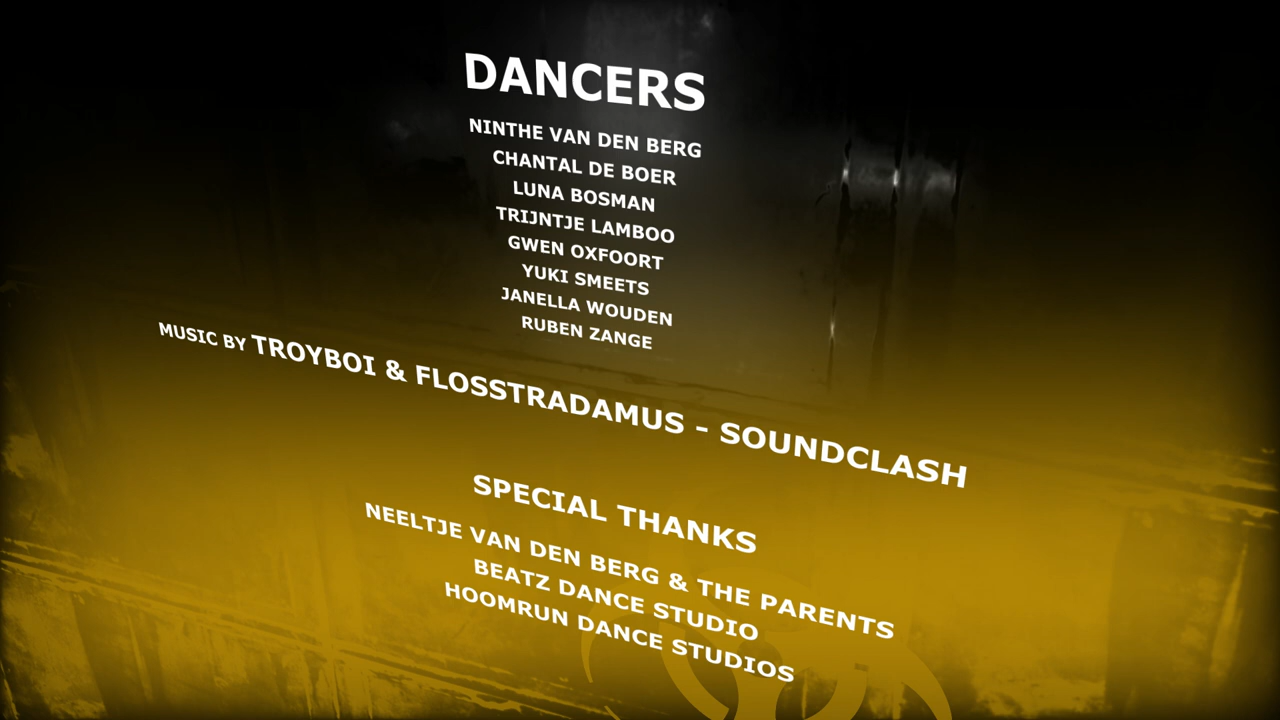 DANCERS
NINTHE VAN DEN BERG
CHANTAL DE BOER
LUNA BOSMAN
TRIJNTJE LAMBOO
GWEN OXFOORT
YUKI SMEETS
JANELLA WOUDEN
RUBEN ZANGE
MUSIC BY TROYBOI & FLOSSTRADAMUS - SOUNDCLASH
SPECIAL THANKS
NEELTJE VAN DEN BERG & THE PARENTS
BEATZ DANCE STUDIO
HOOMRUN DANCE STUDIOS